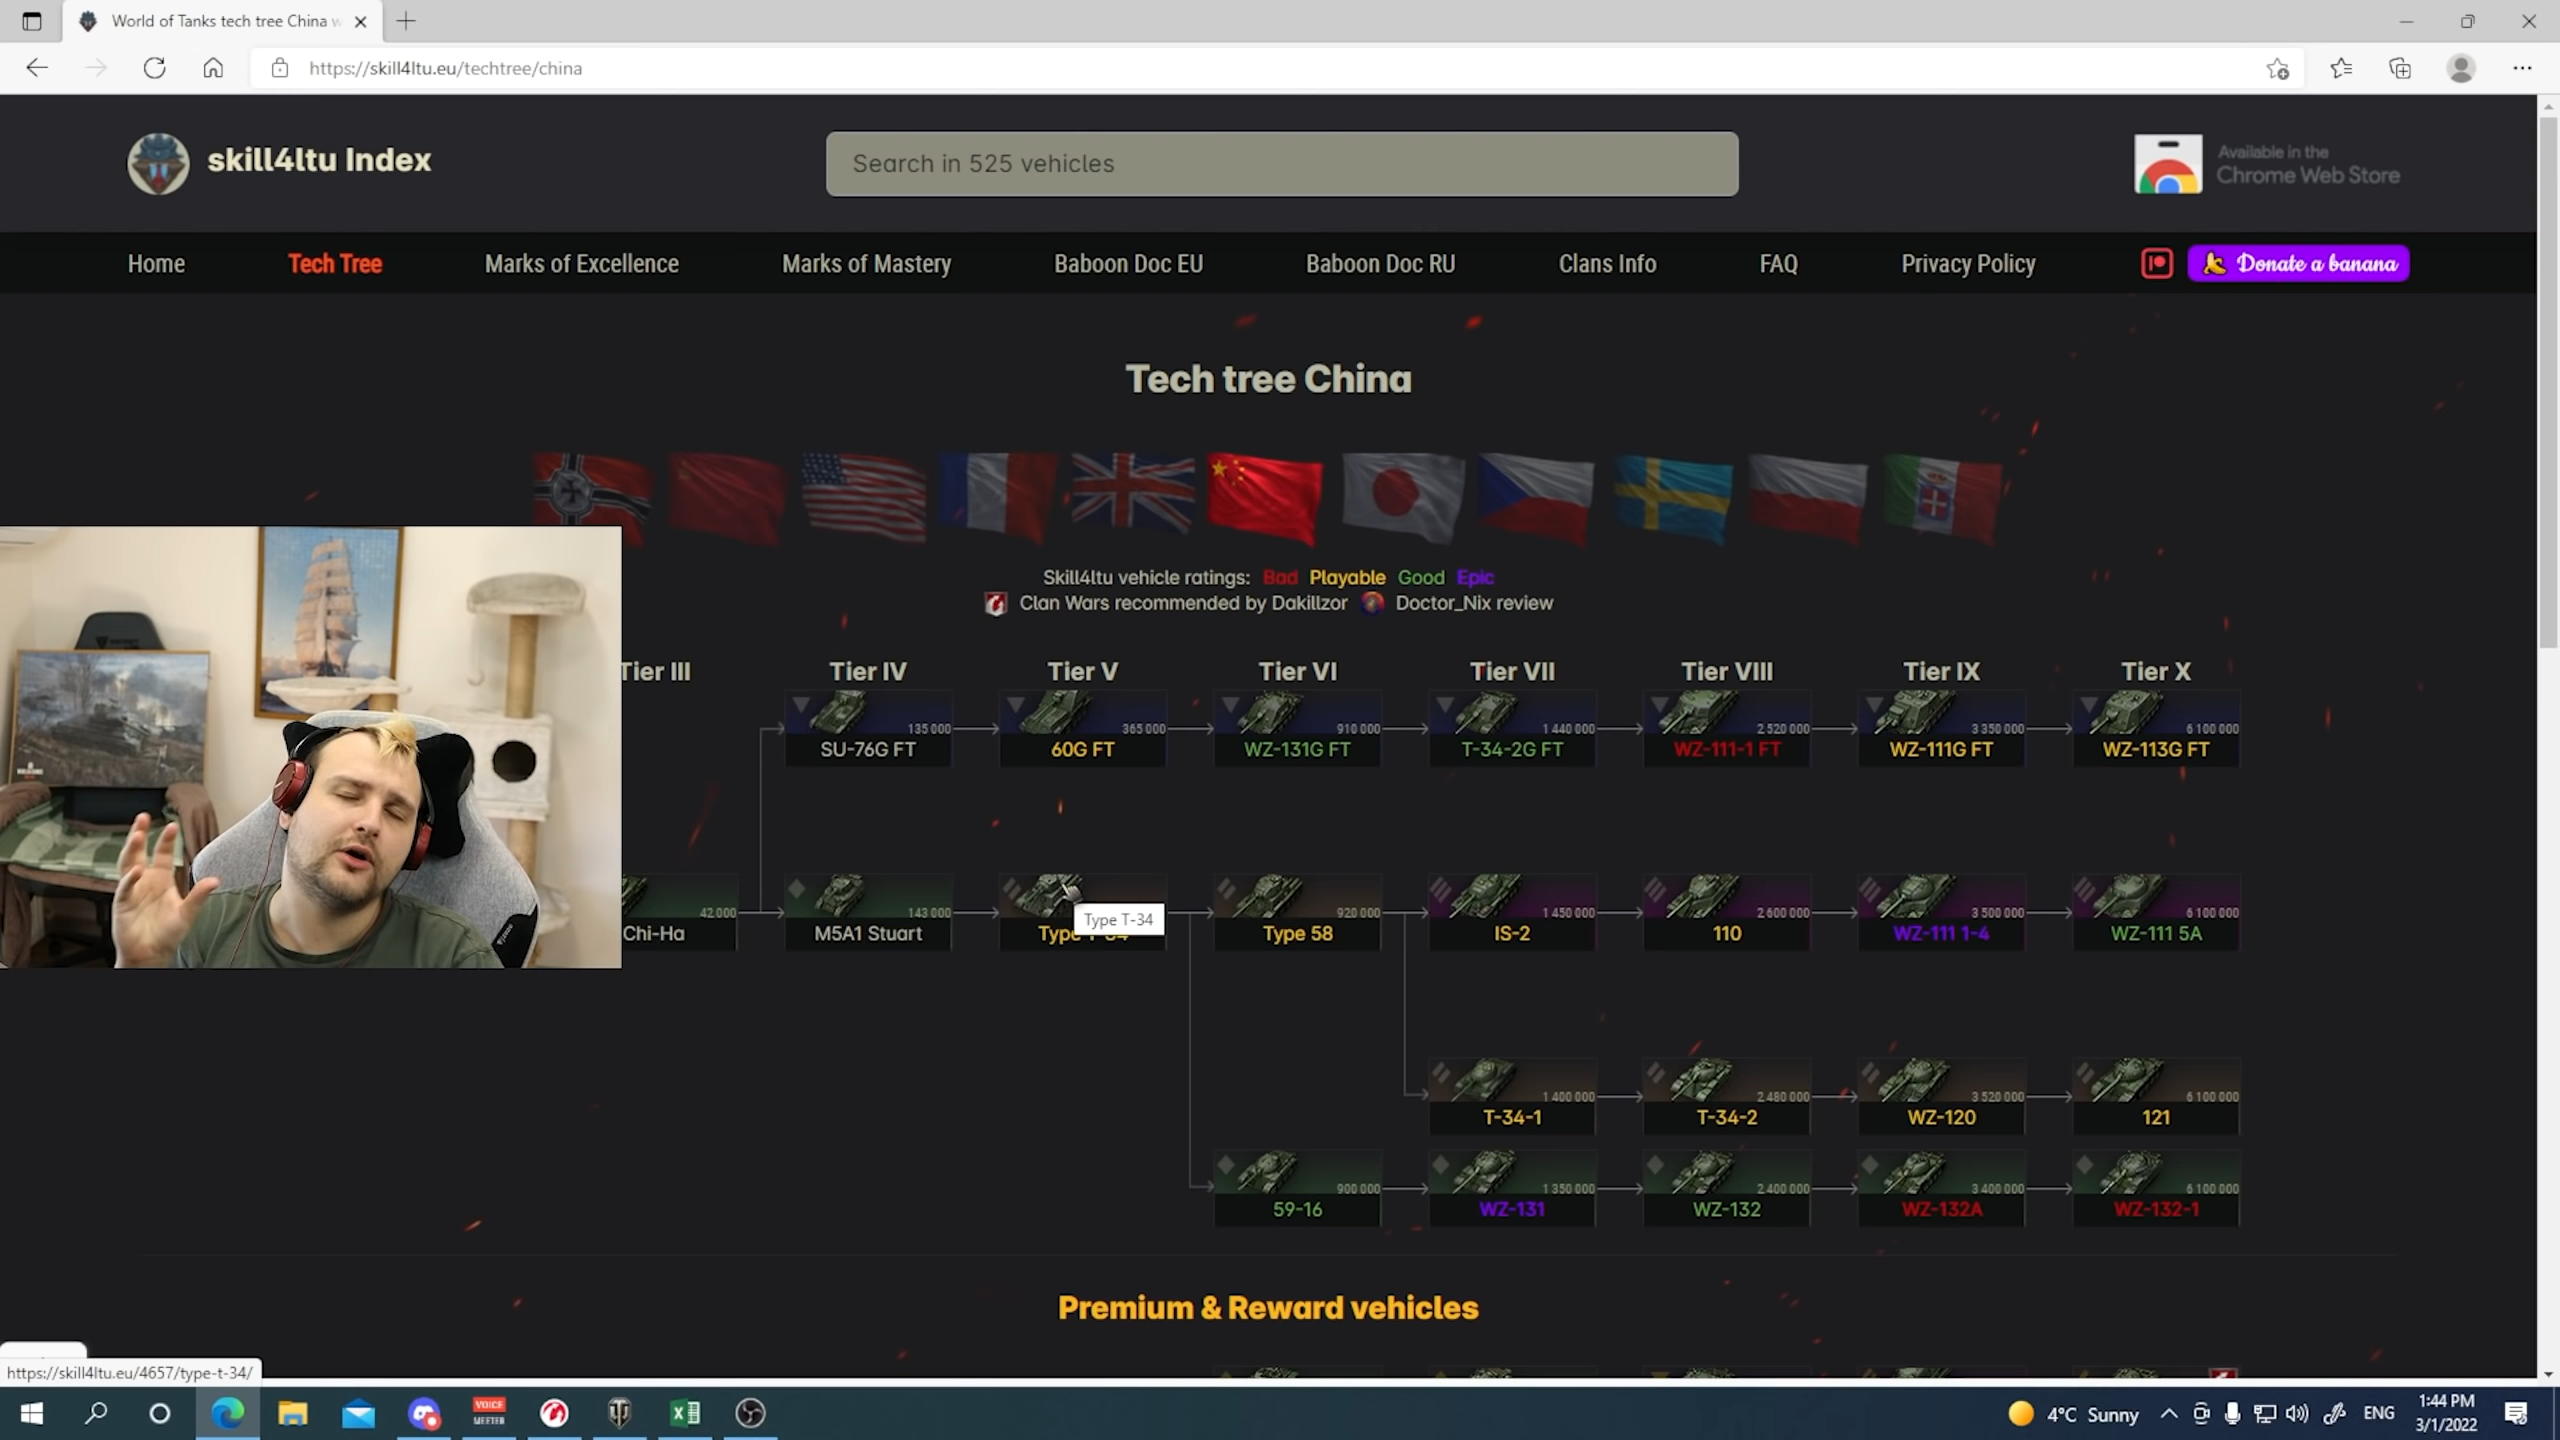 World of Tanks tech tree China w
https://skill4ltu.eu/techtree/china
skill4ltu Index
Search in 525 vehicles
Available in the
Chrome Web Store
Home
Tech Tree
Marks of Excellence
Marks of Mastery
Baboon Doc EU
Baboon Doc RU
Clans Info
FAQ
Privacy Policy
Donate a banana
Tech tree China
Skill4ltu vehicle ratings: Bad Playable Good Epic
Clan Wars recommended by Dakillzor Doctor_Nix review
Tier III
Tier IV
Tier V
Tier VI
Tier VII
Tier VIII
Tier IX
Tier X
135 000
365 000
910 000
1 440 000
2 520 000
3 350 000
6 100 000
SU-76G FT
60G FT
WZ-131G FT
T-34-2G FT
WZ-111-1 FT
WZ-111G FT
WZ-113G FT
42 000
143 000
920 000
1 450 000
2 600 000
3 500 000
6 100 000
Type T-34
Chi-Ha
M5A1 Stuart
Type T-34
Type 58
IS-2
110
WZ-111 1-4
WZ-111 5A
1 400 000
2 480 000
3 520 000
6 100 000
T-34-1
T-34-2
WZ-120
121
900 000
1 350 000
2 400 000
3 400 000
6 100 000
59-16
WZ-131
WZ-132
WZ-132A
WZ-132-1
Premium & Reward vehicles
https://skill4ltu.eu/4657/type-t-34/
VOICE
MEETER
4°C Sunny
ENG
1:44 PM
3/1/2022